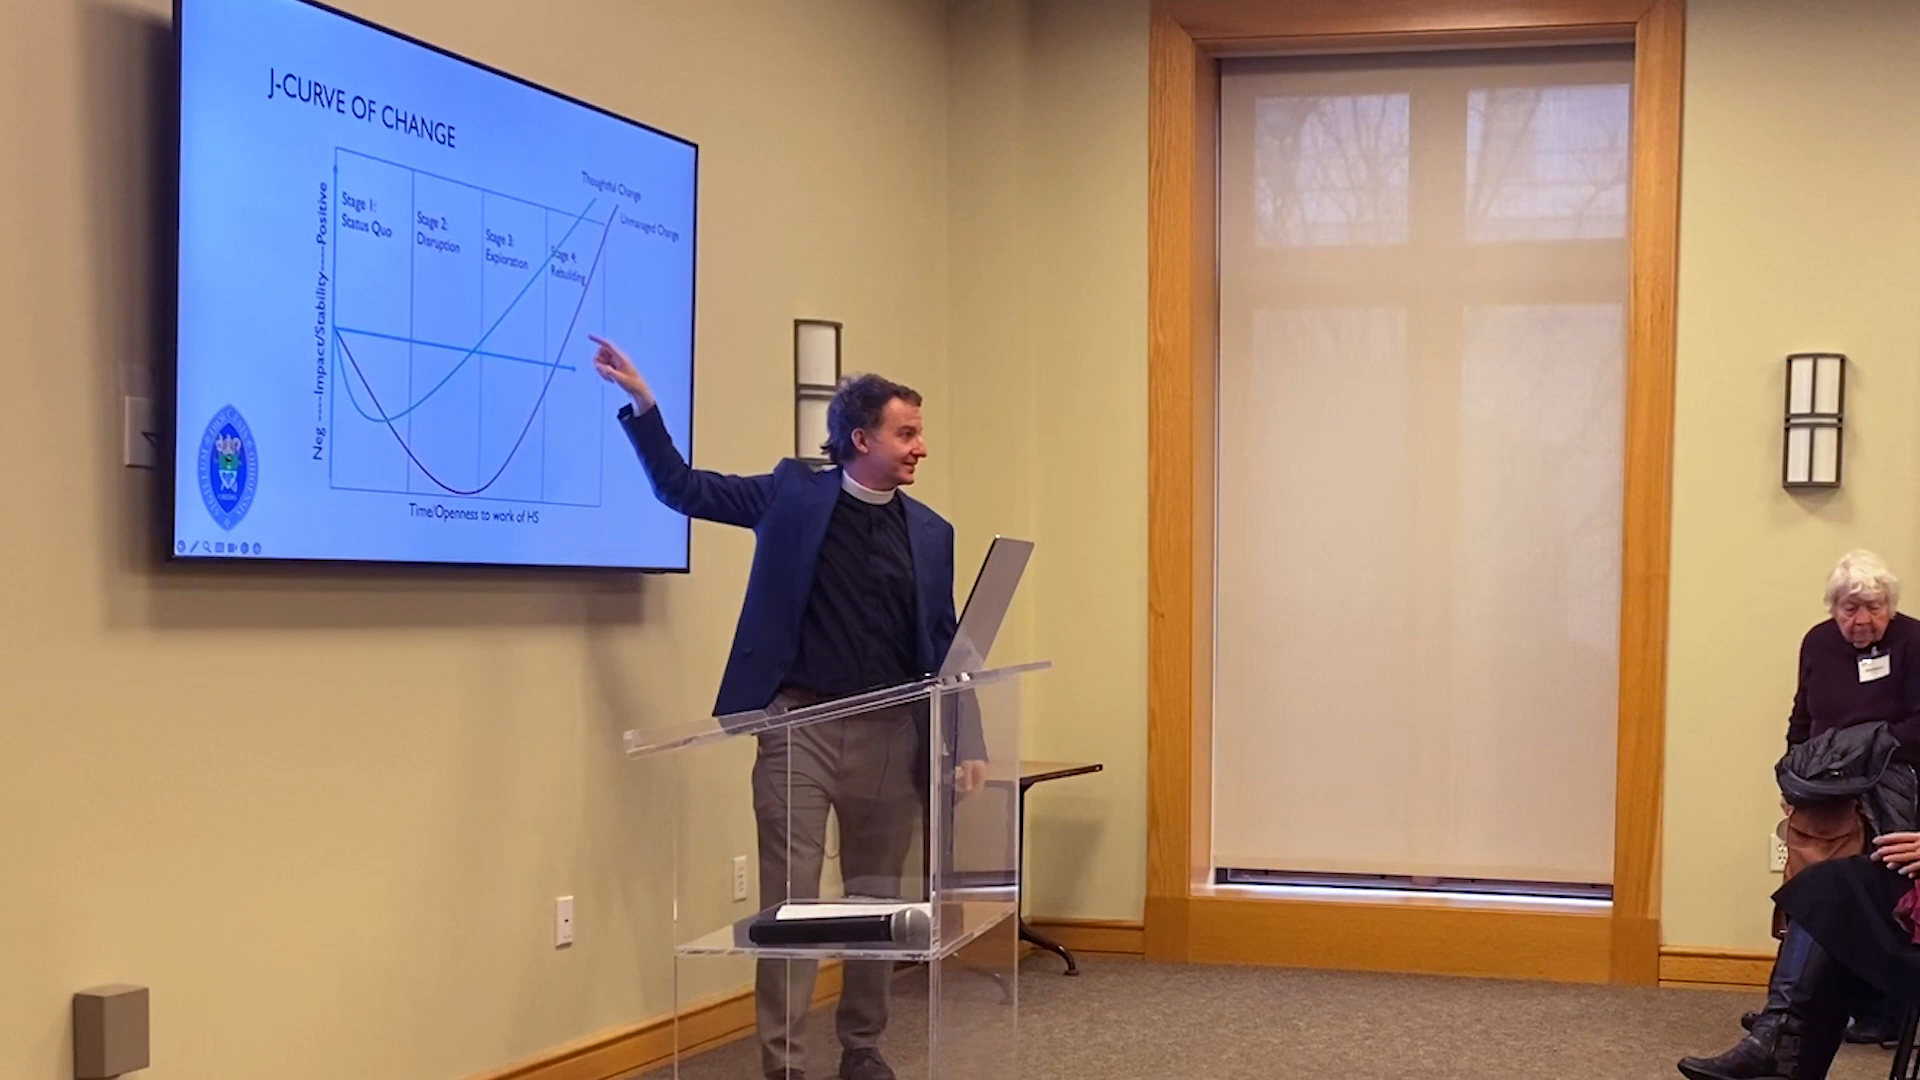 J-CURVE OF CHANGE
Thoughtful Change
Unmanaged Change
Stage 1:
Status Quo
Stage 2:
Disruption
Stage 3:
Exploration
Stage 4:
Rebuilding
Neg ----Impact/Stability----Positive
Time/Openness to work of HS